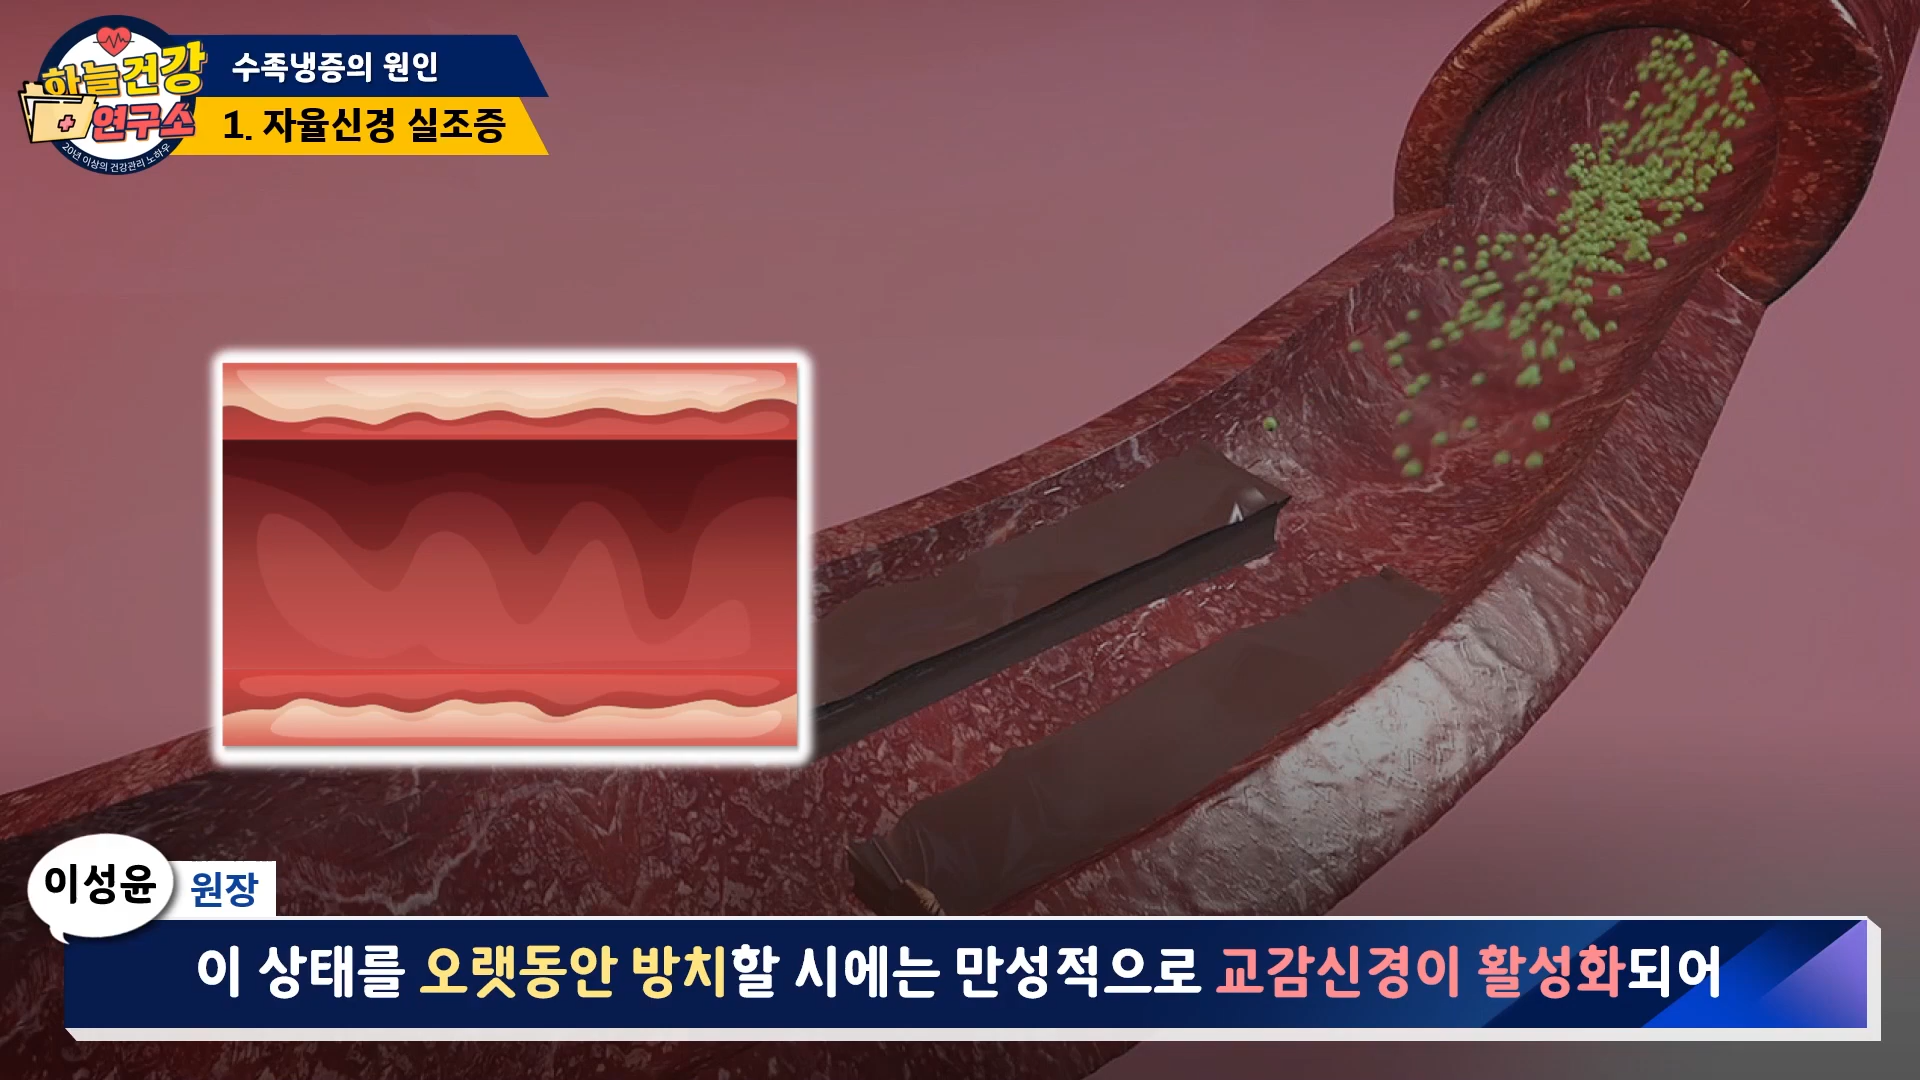 하늘건강
연구소
20년 이상의 건강관리 노하우
수족냉증의 원인
1. 자율신경 실조증
이성윤
원장
이 상태를 오랫동안 방치할 시에는 만성적으로 교감신경이 활성화되어